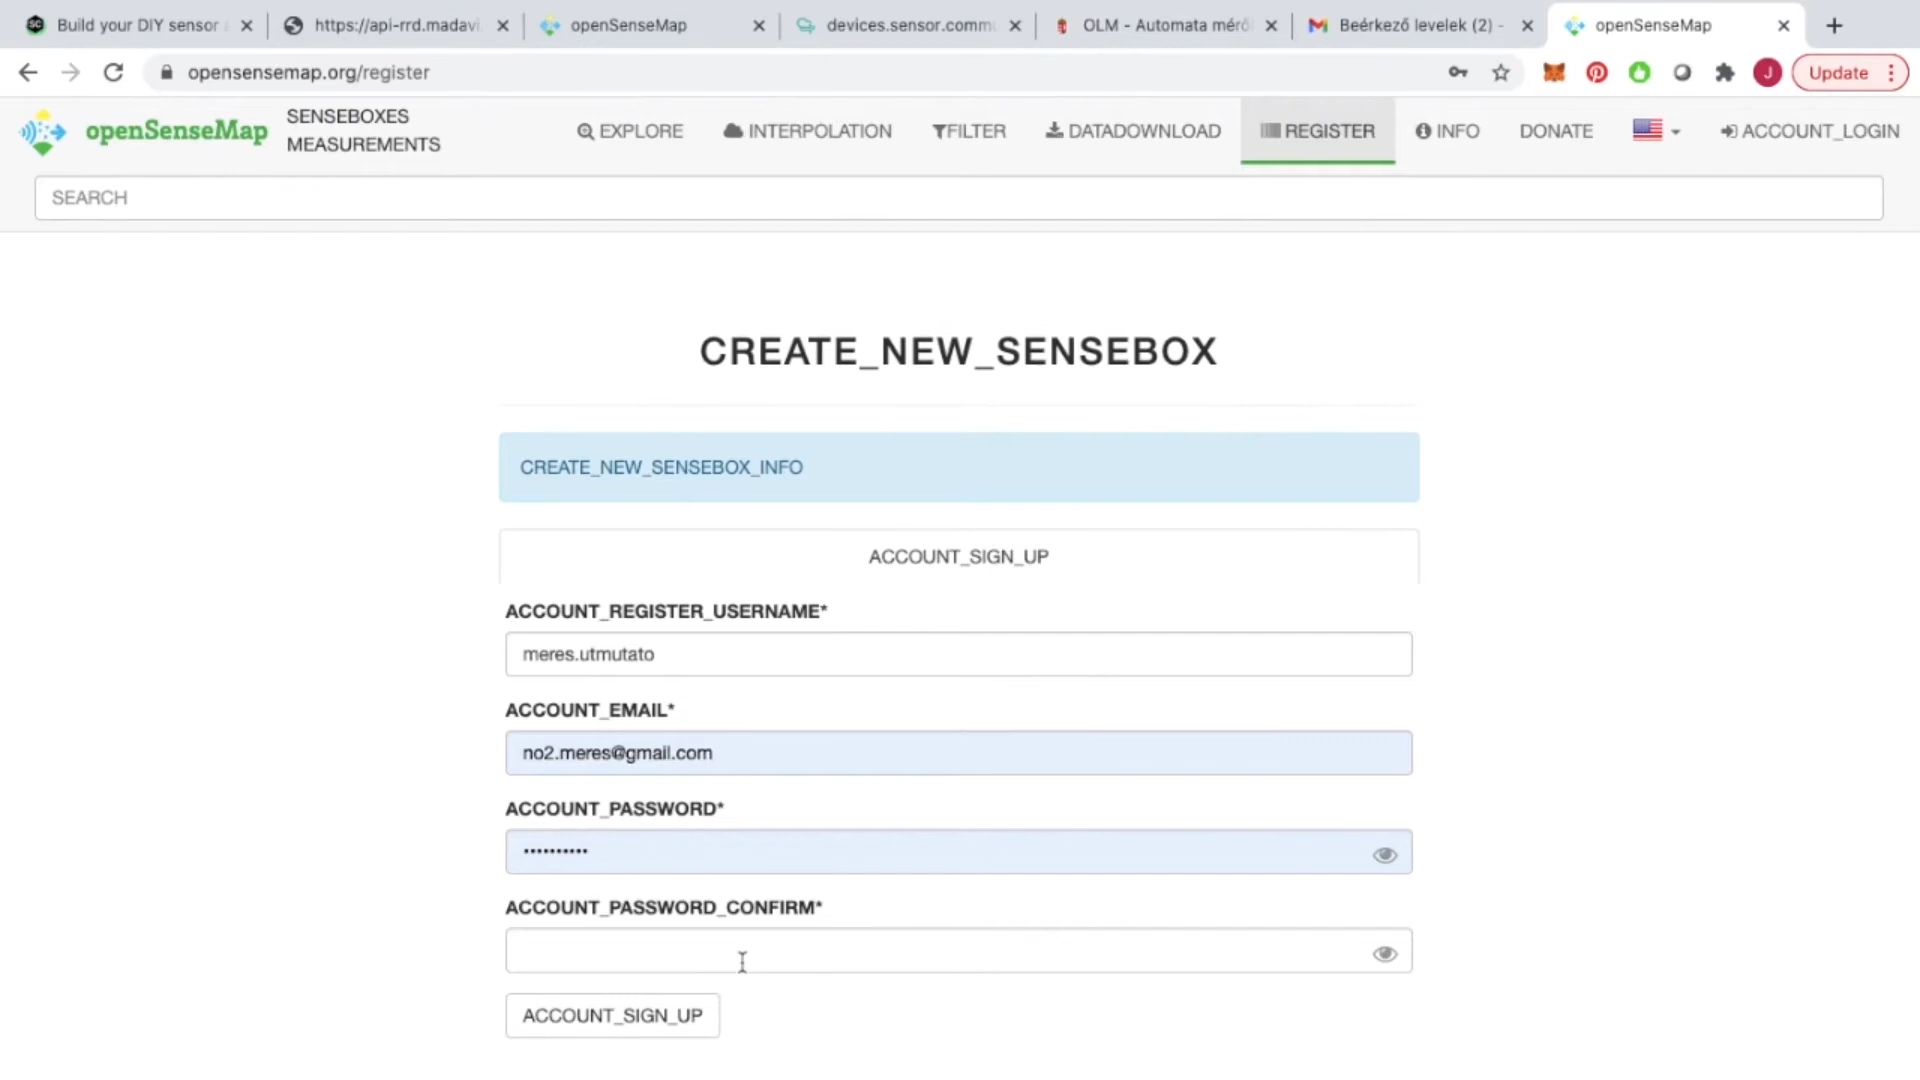 Build your DIY sensor
https://api-rrd.madavi.
openSenseMap
devices.sensor.comm
OLM - Automata mérő
Beérkező levelek (2) -
openSenseMap
opensensemap.org/register
J
Update
openSenseMap
SENSEBOXES
MEASUREMENTS
EXPLORE
INTERPOLATION
FILTER
DATADOWNLOAD
REGISTER
INFO
DONATE
ACCOUNT_LOGIN
SEARCH
CREATE_NEW_SENSEBOX
CREATE_NEW_SENSEBOX_INFO
ACCOUNT_SIGN_UP
ACCOUNT_REGISTER_USERNAME*
meres.utmutato
ACCOUNT_EMAIL*
no2.meres@gmail.com
ACCOUNT_PASSWORD*
••••••••••
ACCOUNT_PASSWORD_CONFIRM*
ACCOUNT_SIGN_UP